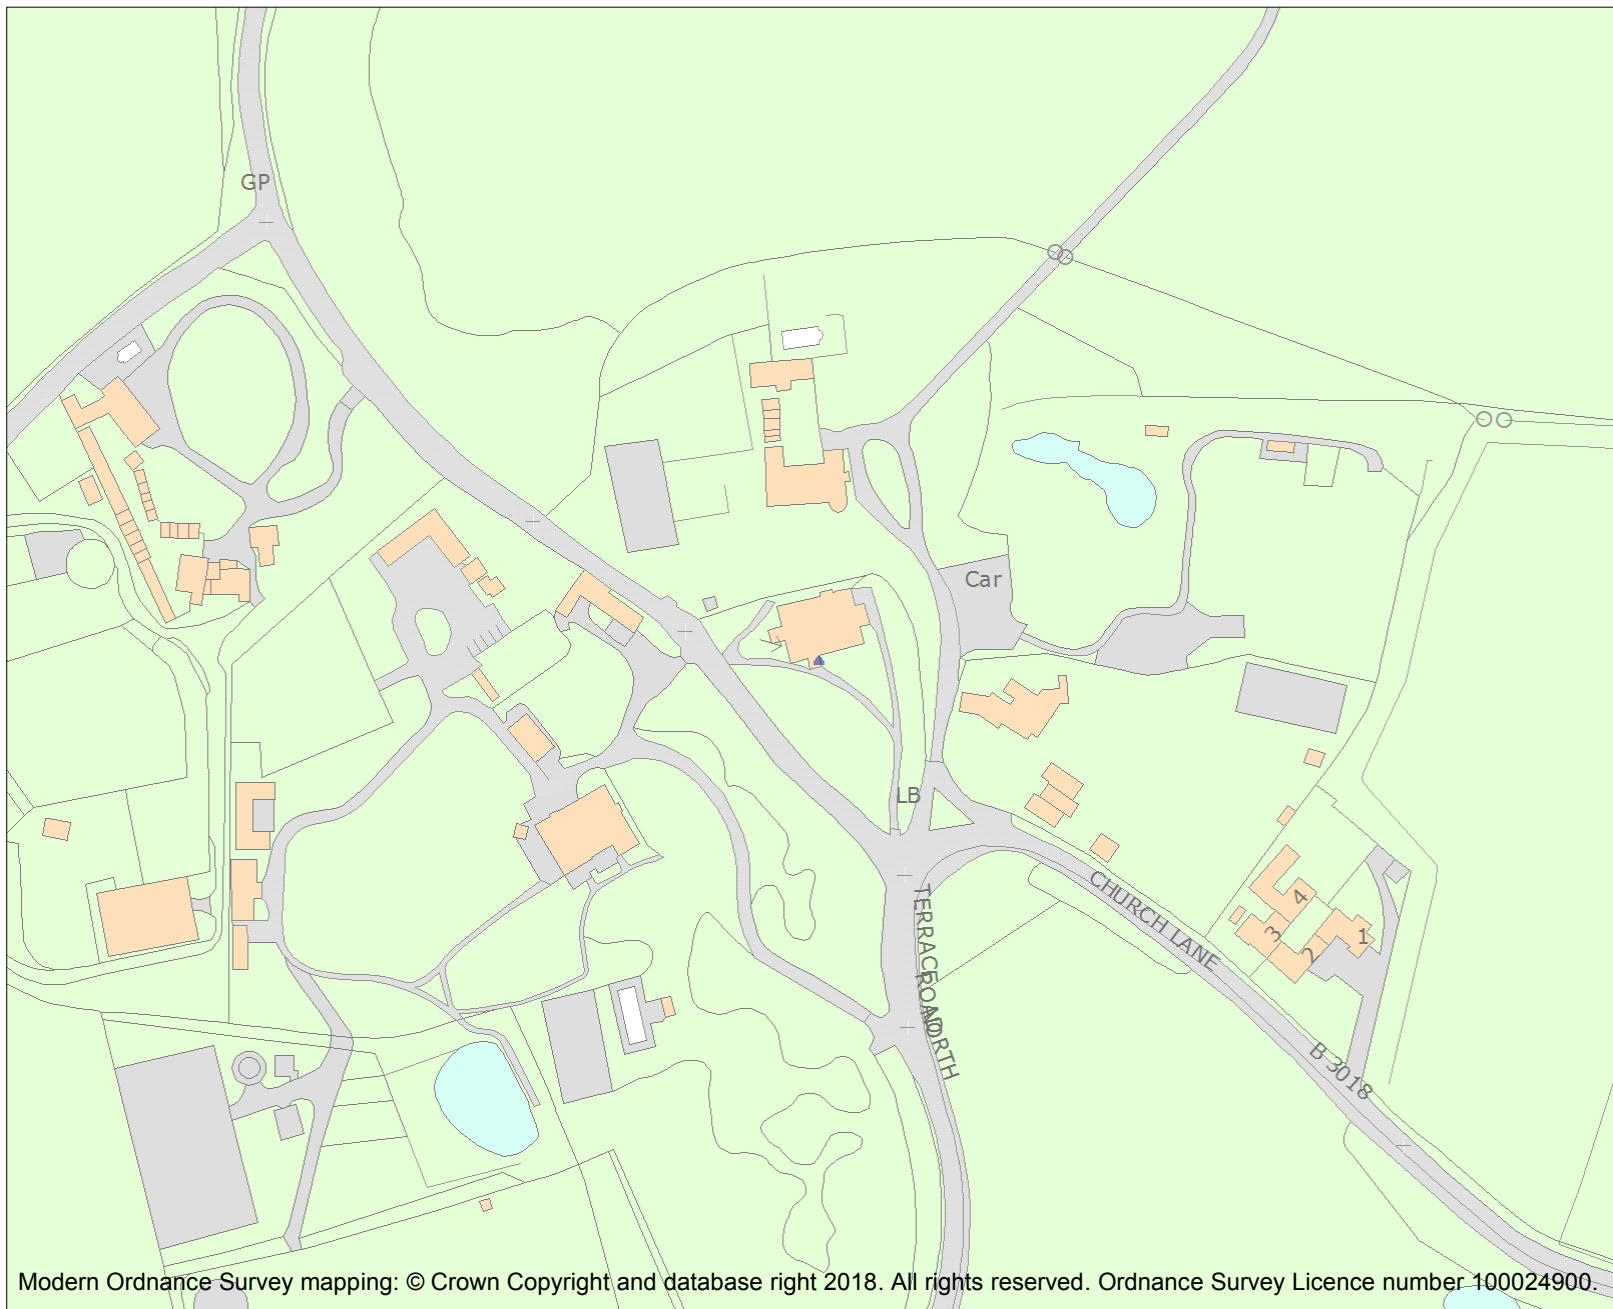 GP
Car
LB
CHURCH LANE
TERRACE ROAD NORTH
4
3
2
1
B 3018
Modern Ordnance Survey mapping: © Crown Copyright and database right 2018. All rights reserved. Ordnance Survey Licence number 100024900.